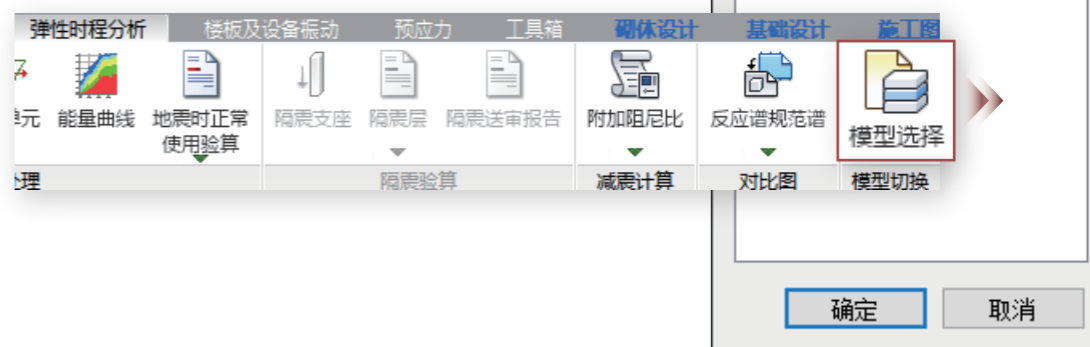 弹性时程分析 楼板及设备振动 预应力 工具箱 砌体设计 基础设计 施工图
单元 能量曲线 地震时正常 隔震支座 隔震层 隔震送审报告 附加阻尼比 反应谱规范谱 模型选择
使用验算
处理 隔震验算 减震计算 对比图 模型切换
确定 取消